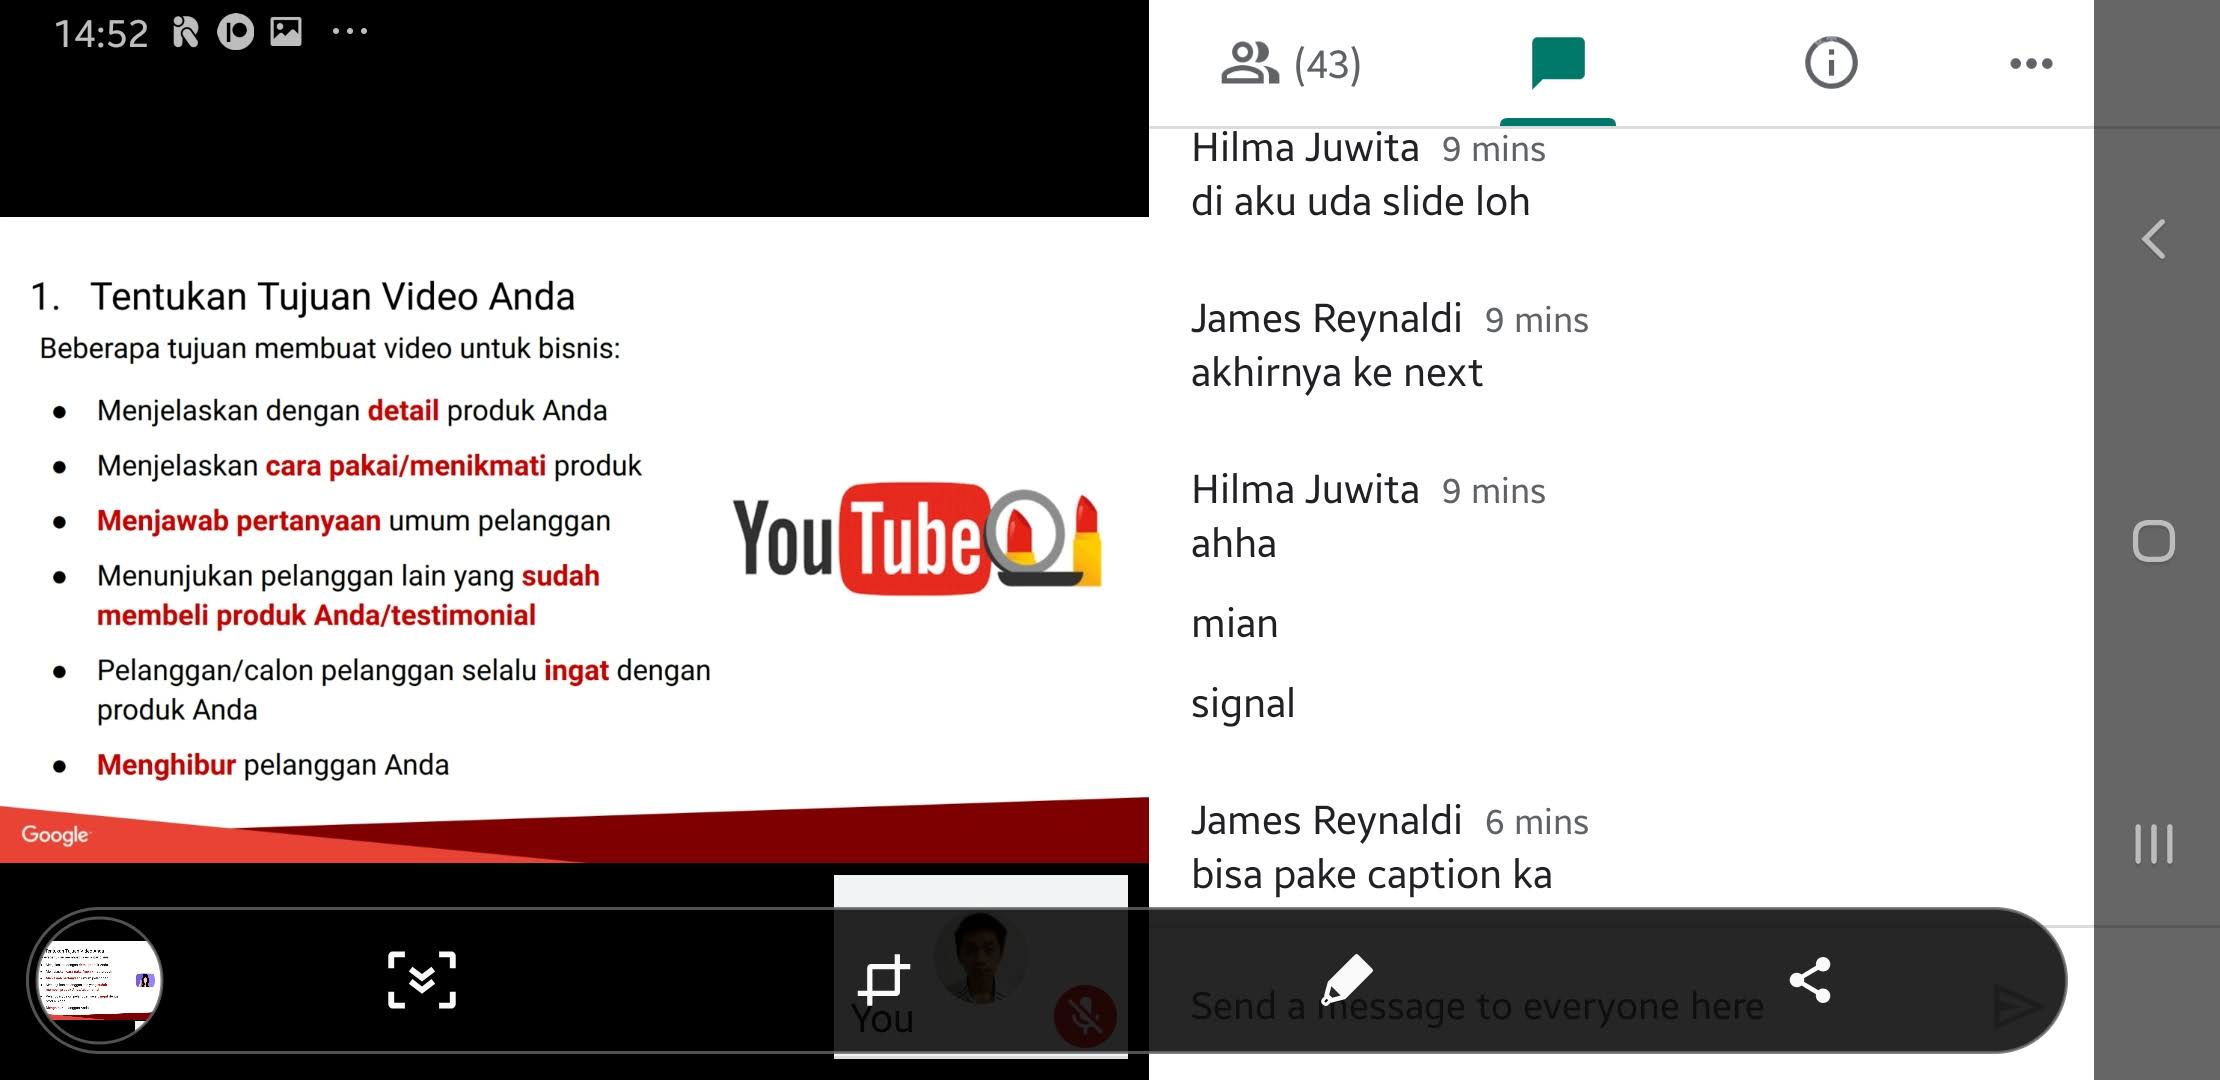 14:52
1. Tentukan Tujuan Video Anda
Beberapa tujuan membuat video untuk bisnis:
● Menjelaskan dengan detail produk Anda
● Menjelaskan cara pakai/menikmati produk
● Menjawab pertanyaan umum pelanggan
● Menunjukan pelanggan lain yang sudah
membeli produk Anda/testimonial
● Pelanggan/calon pelanggan selalu ingat dengan
produk Anda
● Menghibur pelanggan Anda
YouTube
Google
You
(43)
Hilma Juwita 9 mins
di aku uda slide loh
James Reynaldi 9 mins
akhirnya ke next
Hilma Juwita 9 mins
ahha
mian
signal
James Reynaldi 6 mins
bisa pake caption ka
Send a message to everyone here